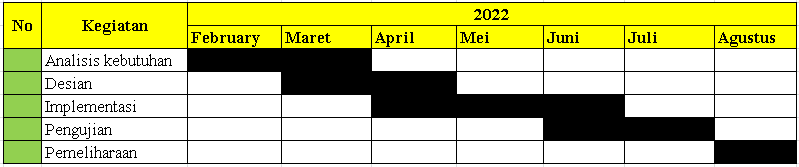 No Kegiatan 2022
February Maret April Mei Juni Juli Agustus
Analisis kebutuhan
Desian
Implementasi
Pengujian
Pemeliharaan